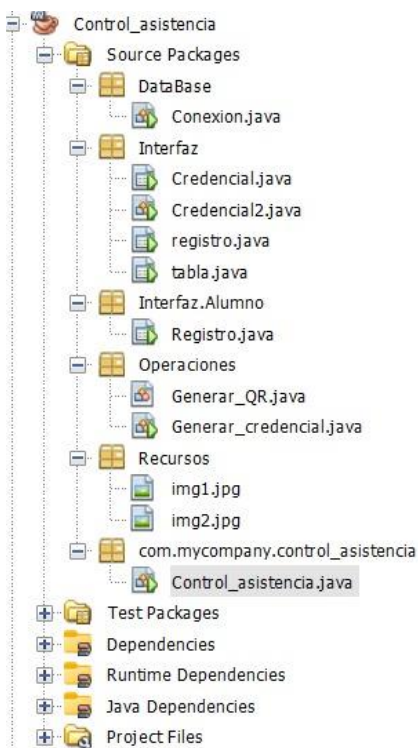 Control_asistencia
Source Packages
DataBase
Conexion.java
Interfaz
Credencial.java
Credencial2.java
registro.java
tabla.java
Interfaz.Alumno
Registro.java
Operaciones
Generar_QR.java
Generar_credencial.java
Recursos
img1.jpg
img2.jpg
com.mycompany.control_asistencia
Control_asistencia.java
Test Packages
Dependencies
Runtime Dependencies
Java Dependencies
Project Files